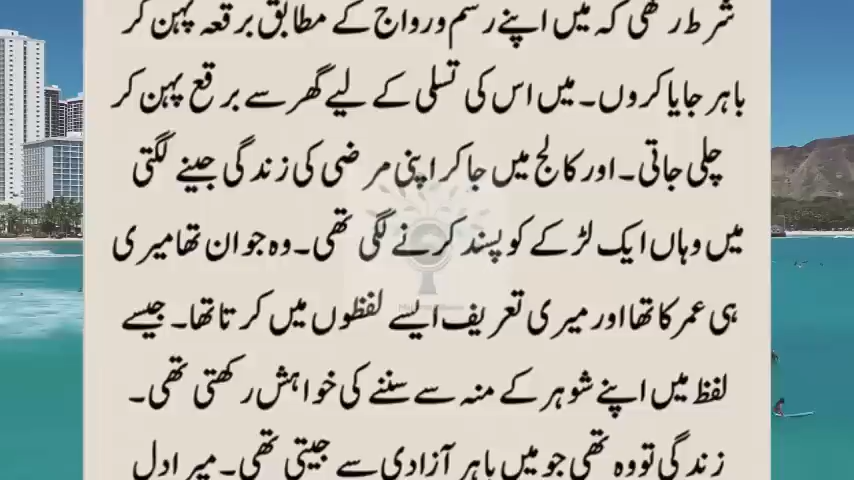 شرط رکھی کہ میں اپنے رسم ورواج کے مطابق برقعہ پہن کر
باہر جایا کروں۔میں اس کی تسلی کے لیے گھر سے برقع پہن کر
چلی جاتی۔اور کالج میں جا کر اپنی مرضی کی زندگی جینے لگتی
میں وہاں ایک لڑکے کو پسند کرنے لگی تھی۔وہ جوان تھا میری
ہی عمر کا تھا اور میری تعریف ایسے لفظوں میں کرتا تھا۔جیسے
لفظ میں اپنے شوہر کے منہ سے سننے کی خواہش رکھتی تھی۔
زندگی تو وہ تھی جو میں باہر آزادی سے جیتی تھی۔میرا دل